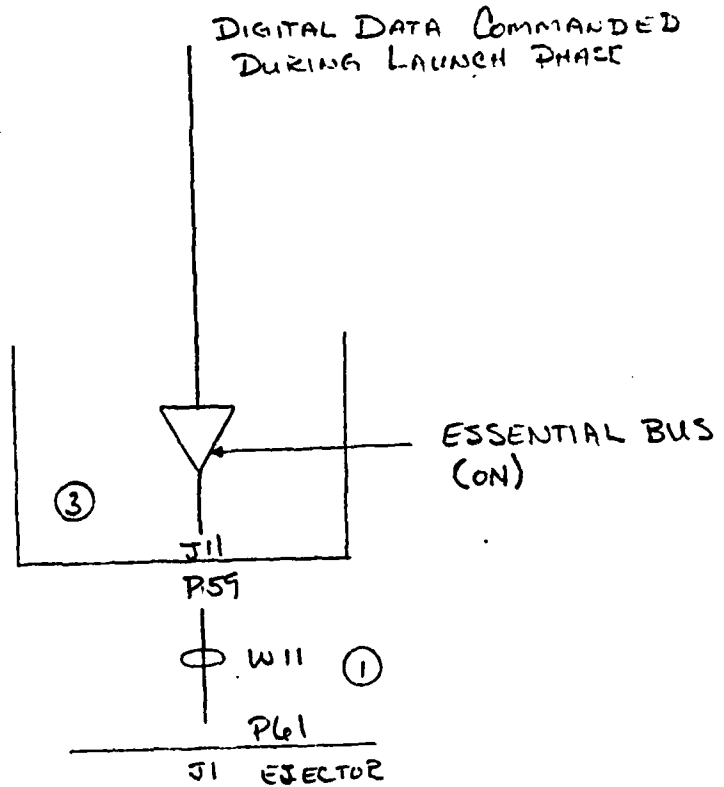 DIGITAL DATA COMMANDED
DURING LAUNCH PHASE
ESSENTIAL BUS
(ON)
3
J11
P59
W11 1
P61
J1 EJECTOR